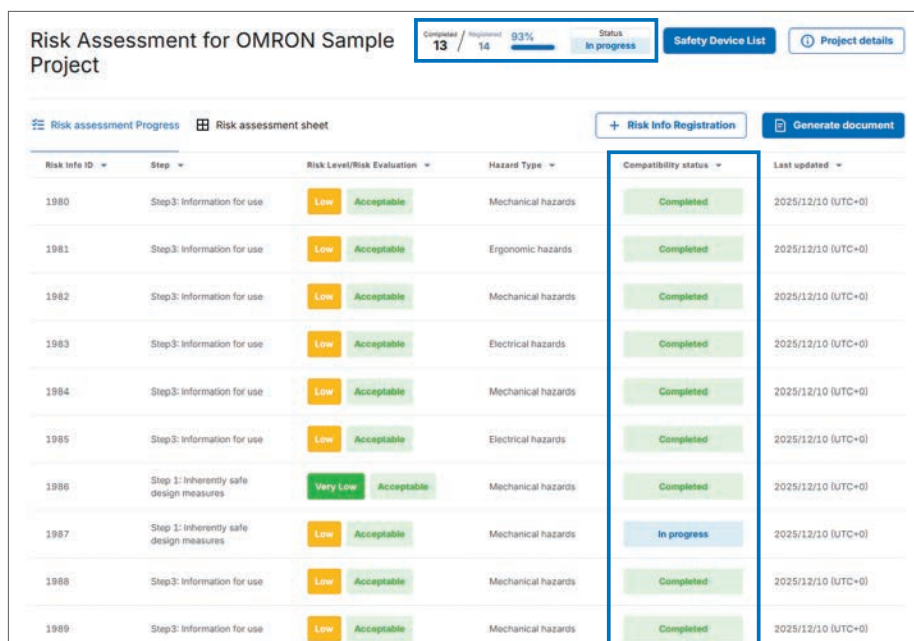 Risk Assessment for OMRON Sample
Project
Completed / Registered
13 / 14
93%
Status
In progress
Safety Device List
Project details
Risk assessment Progress
Risk assessment sheet
+ Risk Info Registration
Generate document
Risk Info ID Step Risk Level/Risk Evaluation Hazard Type Compatibility status Last updated
1980 Step3: Information for use Low Acceptable Mechanical hazards Completed 2025/12/10 (UTC+0)
1981 Step3: Information for use Low Acceptable Ergonomic hazards Completed 2025/12/10 (UTC+0)
1982 Step3: Information for use Low Acceptable Mechanical hazards Completed 2025/12/10 (UTC+0)
1983 Step3: Information for use Low Acceptable Electrical hazards Completed 2025/12/10 (UTC+0)
1984 Step3: Information for use Low Acceptable Mechanical hazards Completed 2025/12/10 (UTC+0)
1985 Step3: Information for use Low Acceptable Electrical hazards Completed 2025/12/10 (UTC+0)
1986 Step 1: Inherently safe
design measures Very Low Acceptable Mechanical hazards Completed 2025/12/10 (UTC+0)
1987 Step 1: Inherently safe
design measures Low Acceptable Mechanical hazards In progress 2025/12/10 (UTC+0)
1988 Step3: Information for use Low Acceptable Mechanical hazards Completed 2025/12/10 (UTC+0)
1989 Step3: Information for use Low Acceptable Mechanical hazards Completed 2025/12/10 (UTC+0)